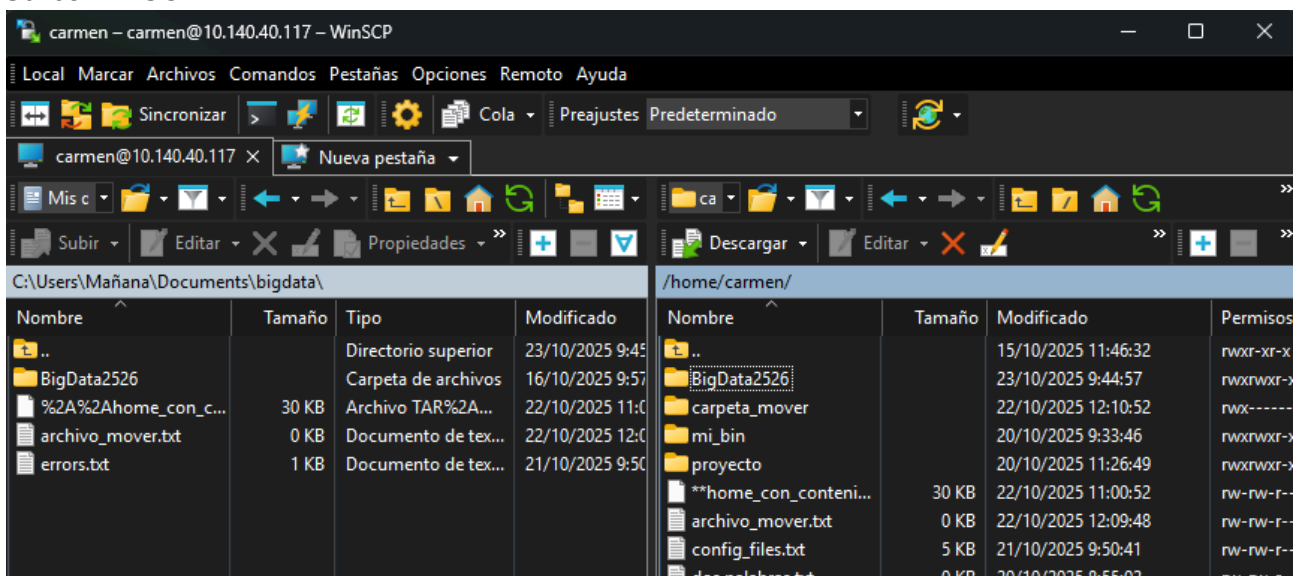 carmen – carmen@10.140.40.117 – WinSCP
Local Marcar Archivos Comandos Pestañas Opciones Remoto Ayuda
Sincronizar Cola Preajustes Predeterminado
carmen@10.140.40.117 Nueva pestaña
Mis c ca
Subir Editar Propiedades Descargar Editar
C:\Users\Mañana\Documents\bigdata\ /home/carmen/
Nombre Tamaño Tipo Modificado Nombre Tamaño Modificado Permisos
.. Directorio superior 23/10/2025 9:45 .. 15/10/2025 11:46:32 rwxr-xr-x
BigData2526 Carpeta de archivos 16/10/2025 9:57 BigData2526 23/10/2025 9:44:57 rwxrwxr-x
%2A%2Ahome_con_c... 30 KB Archivo TAR%2A... 22/10/2025 11:0 carpeta_mover 22/10/2025 12:10:52 rwx------
archivo_mover.txt 0 KB Documento de tex... 22/10/2025 12:0 mi_bin 20/10/2025 9:33:46 rwxrwxr-x
errors.txt 1 KB Documento de tex... 21/10/2025 9:50 proyecto 20/10/2025 11:26:49 rwxrwxr-x
**home_con_conteni... 30 KB 22/10/2025 11:00:52 rw-rw-r--
archivo_mover.txt 0 KB 22/10/2025 12:09:48 rw-rw-r--
config_files.txt 5 KB 21/10/2025 9:50:41 rw-rw-r--